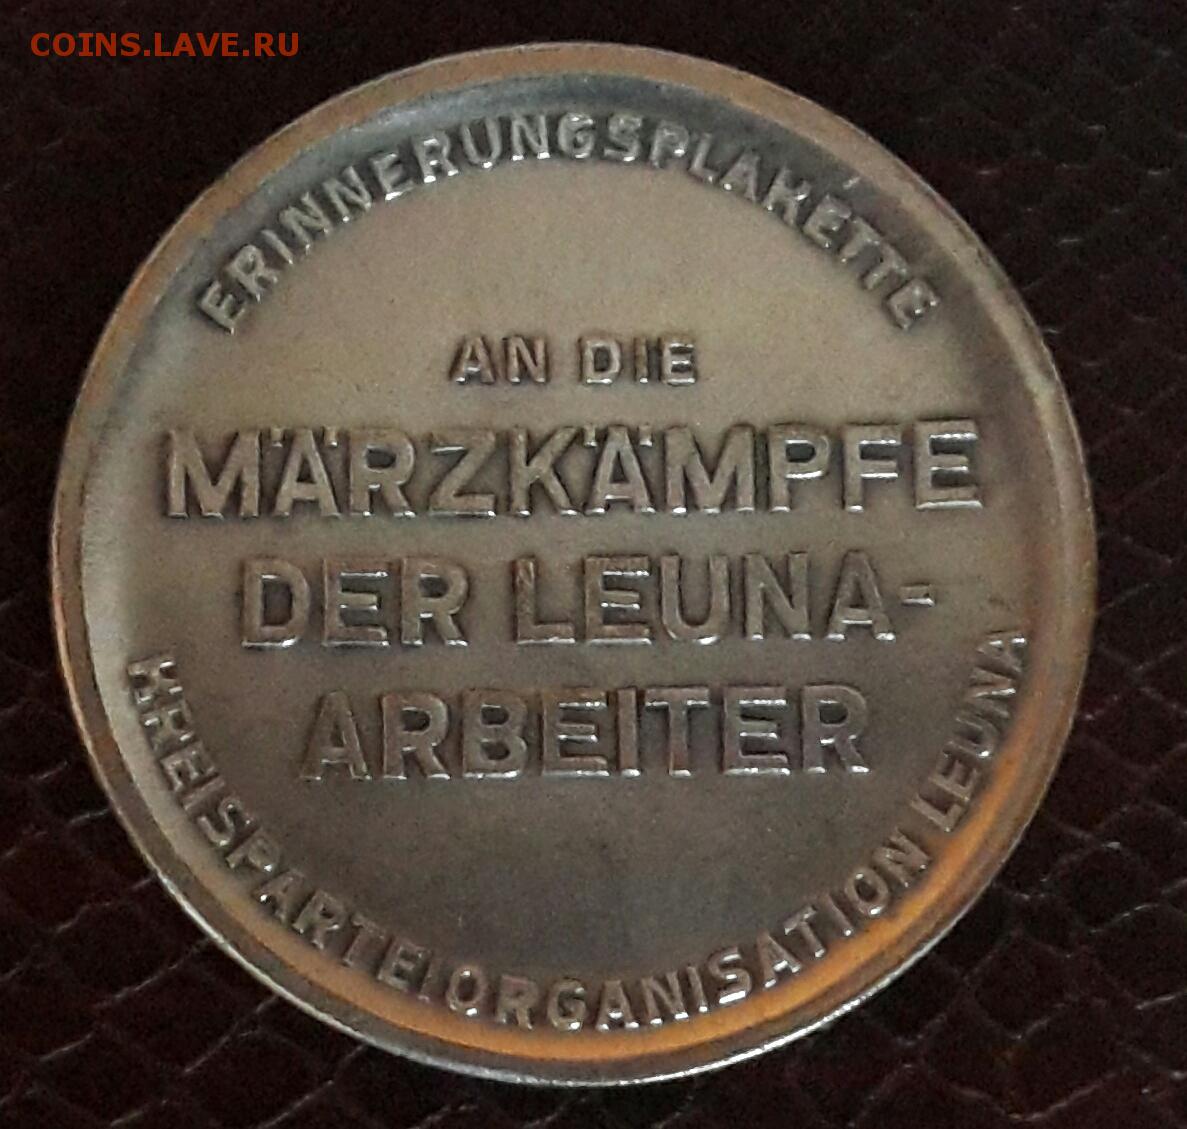 COINS.LAVE.RU
ERINNERUNGSPLAKETTE
AN DIE
MÄRZKÄMPFE
DER LEUNA-
ARBEITER
KREISPARTEIORGANISATION LEUNA